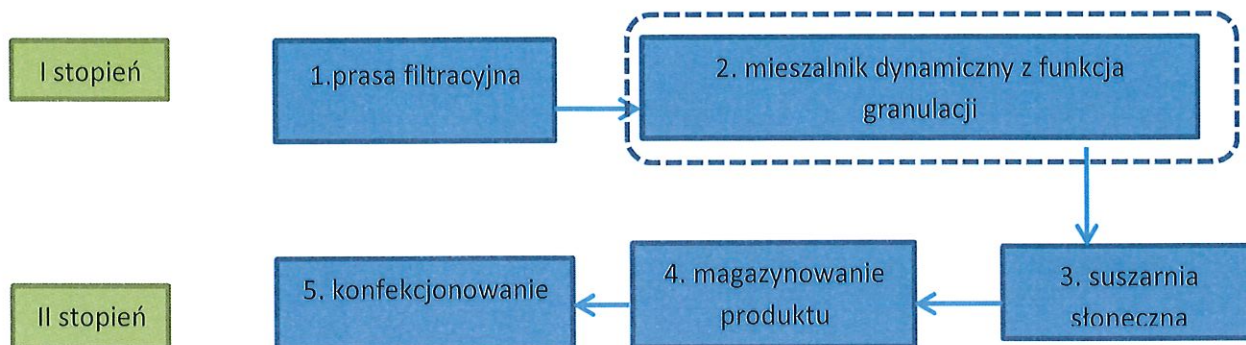 I stopień
1.prasa filtracyjna
2. mieszalnik dynamiczny z funkcja
granulacji
II stopień
5. konfekcjonowanie
4. magazynowanie
produktu
3. suszarnia
słoneczna